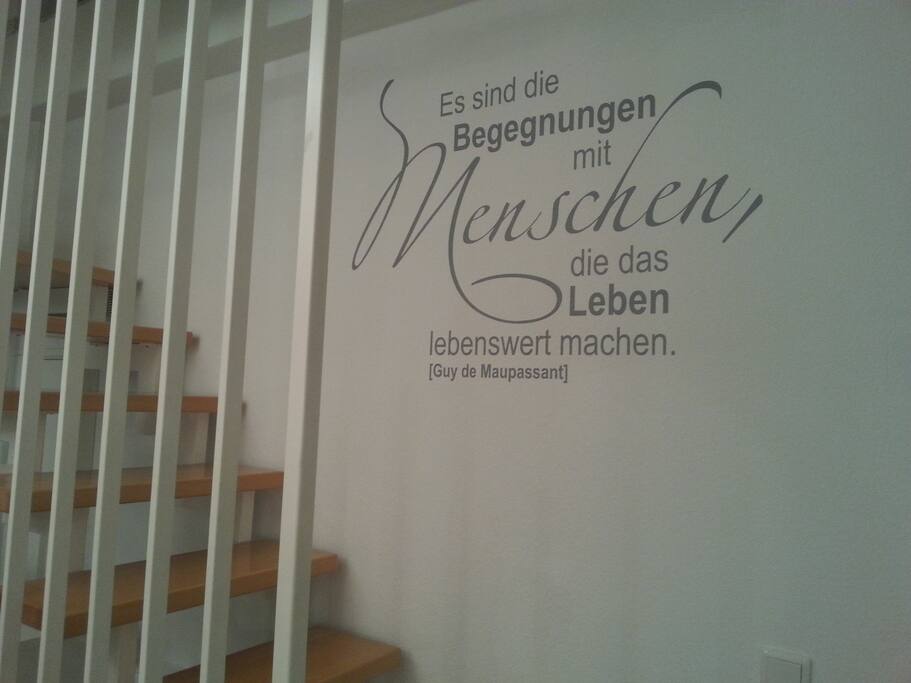 Es sind die
Begegnungen
mit
Menschen,
die das
Leben
lebenswert machen.
[Guy de Maupassant]